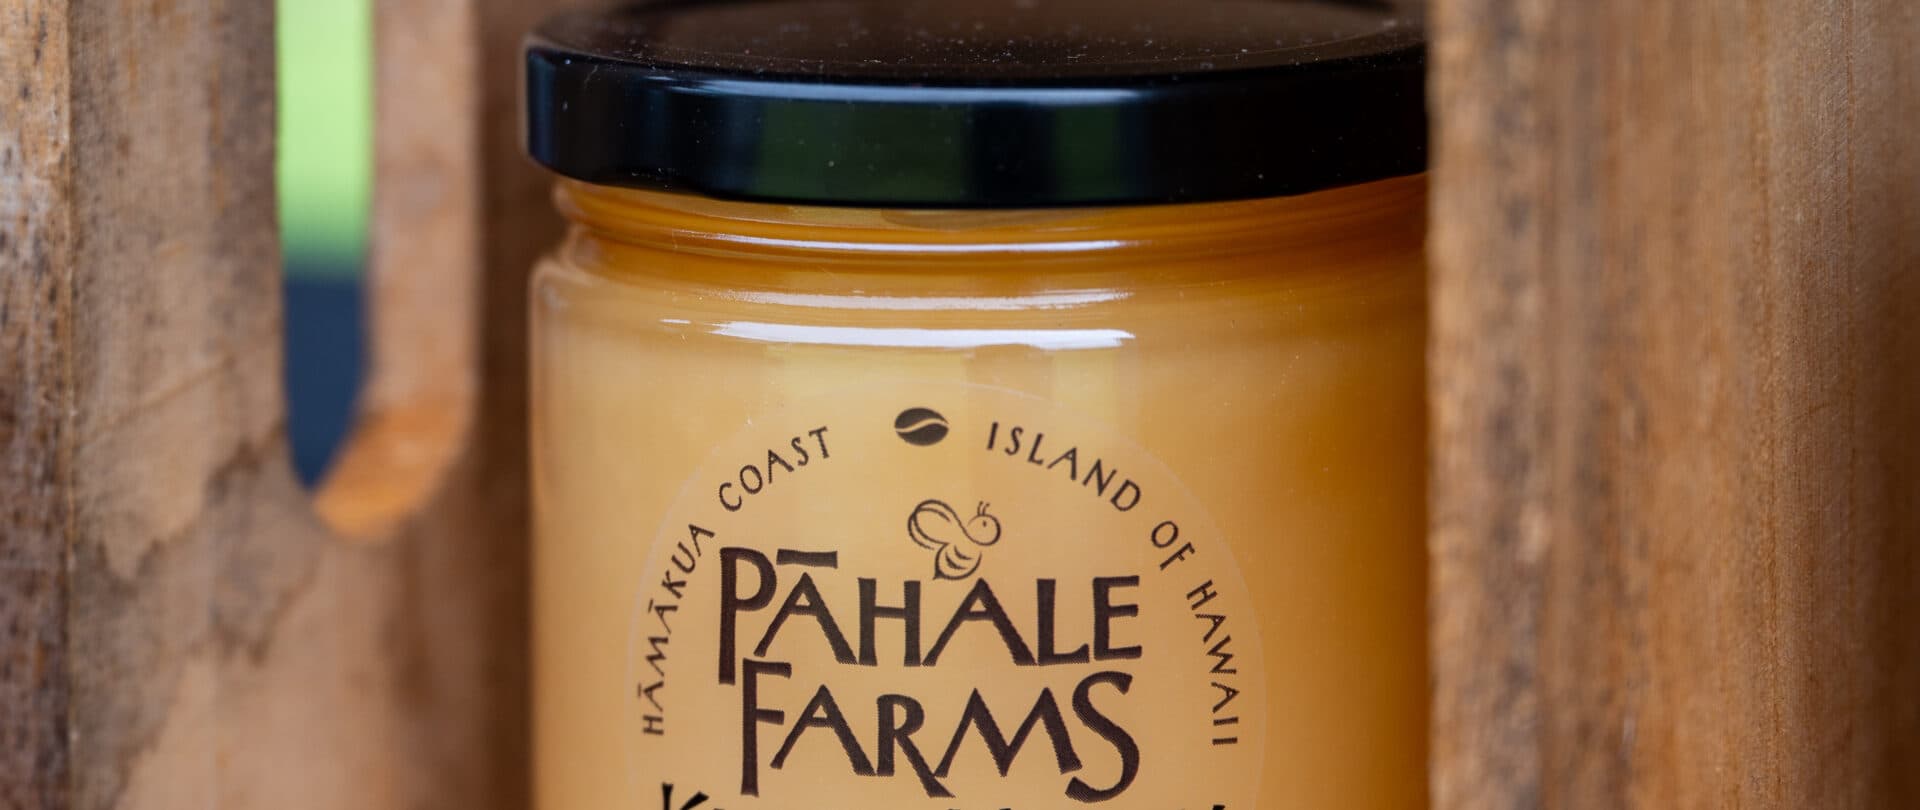 HĀMĀKUA COAST
ISLAND OF HAWAII
PĀHALE
FARMS